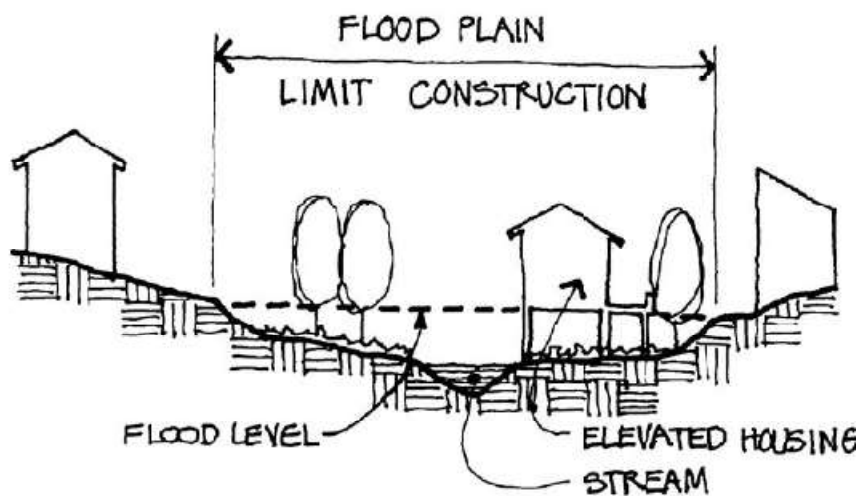 FLOOD PLAIN
LIMIT CONSTRUCTION
FLOOD LEVEL
ELEVATED HOUSING
STREAM